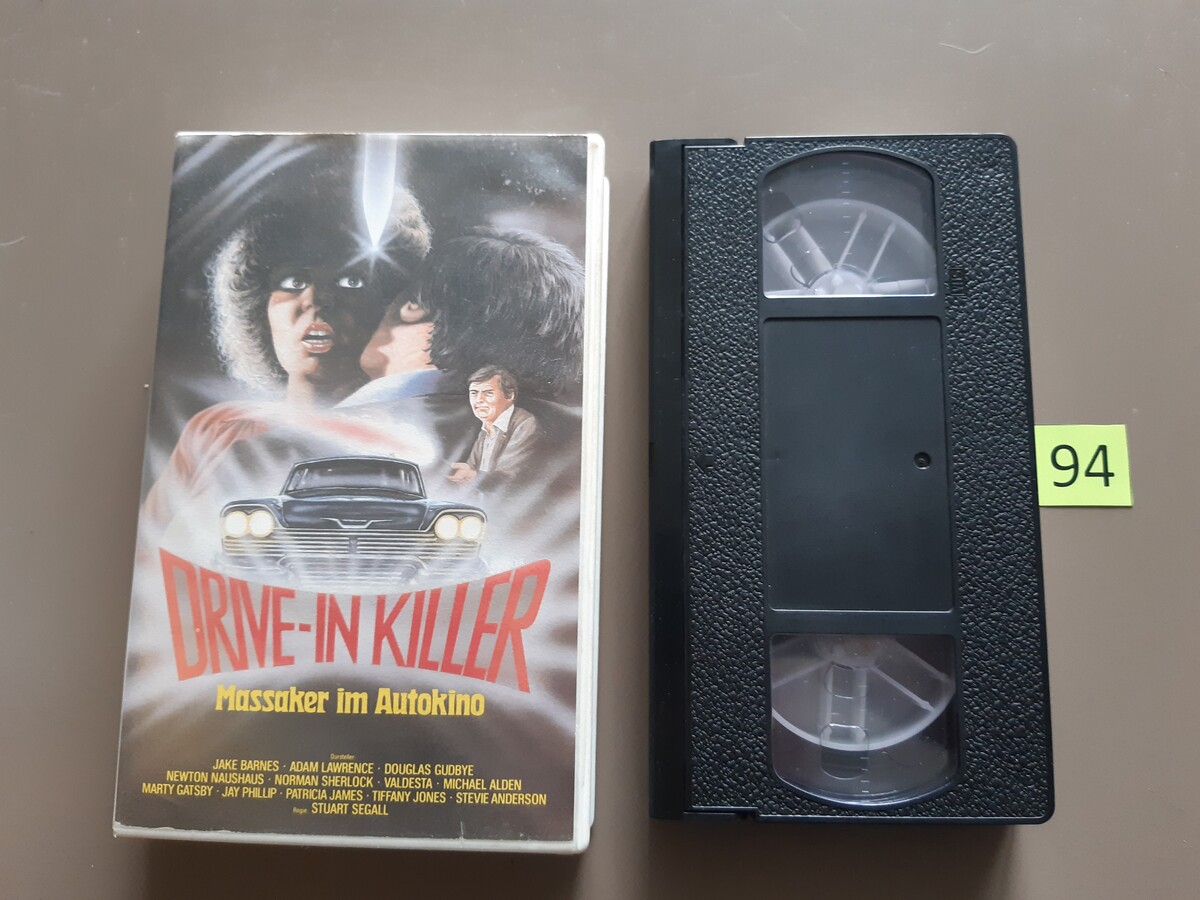 DRIVE-IN KILLER
Massaker im Autokino
Darsteller
JAKE BARNES · ADAM LAWRENCE · DOUGLAS GUDBYE
NEWTON NAUSHAUS · NORMAN SHERLOCK · VALDESTA · MICHAEL ALDEN
MARTY GATSBY · JAY PHILLIP · PATRICIA JAMES · TIFFANY JONES · STEVIE ANDERSON
Regie STUART SEGALL
94